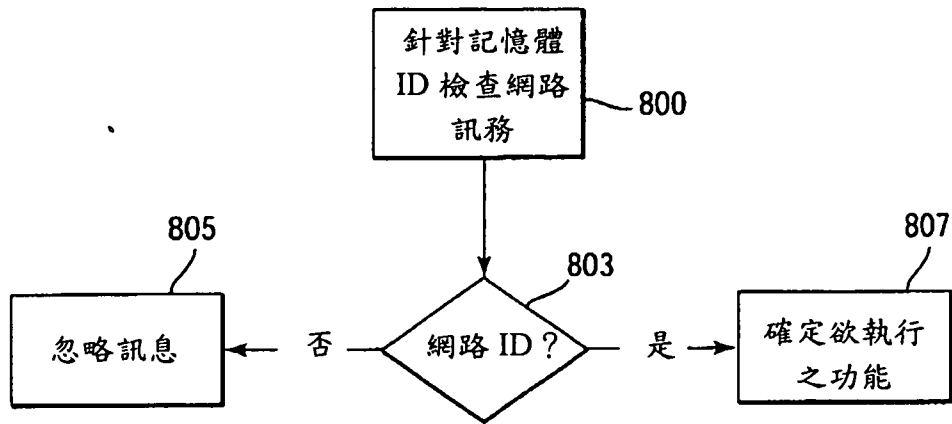 針對記憶體
ID 檢查網路
訊務
800
805
803
807
忽略訊息
否
網路 ID？
是
確定欲執行
之功能